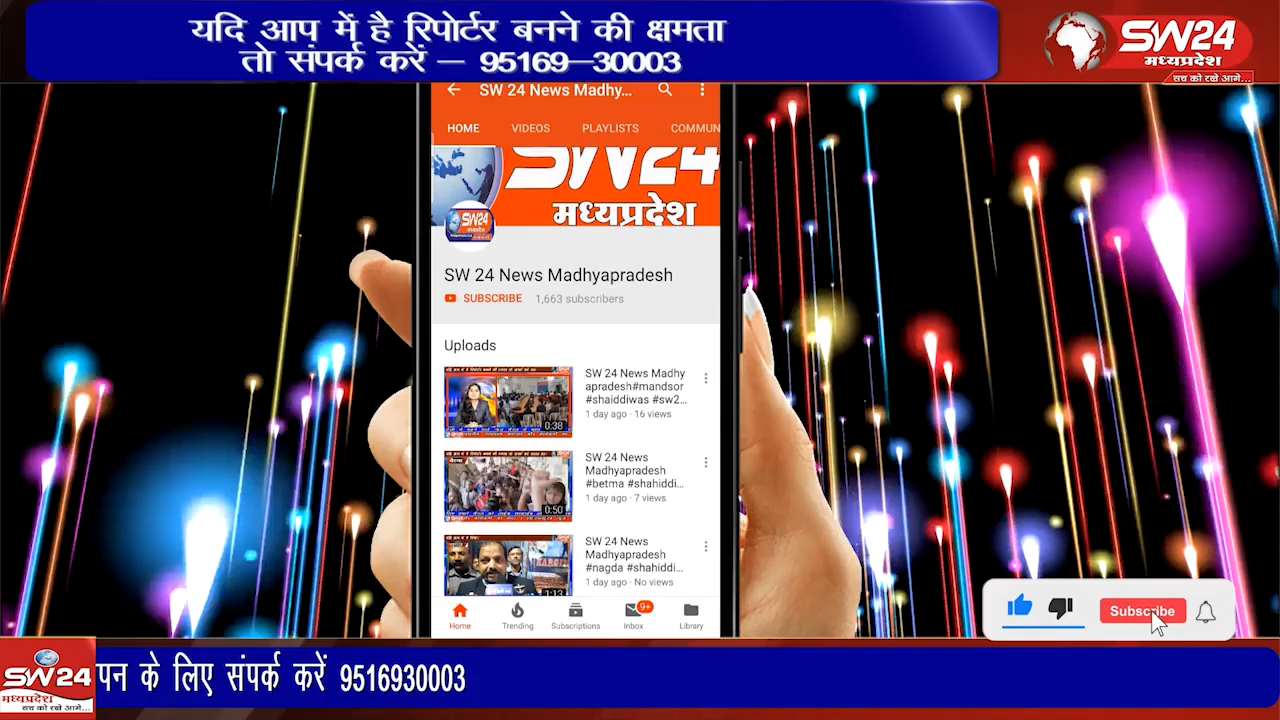 यदि आप में है रिपोर्टर बनने की क्षमता
तो संपर्क करें – 95169–30003
SW24
मध्यप्रदेश
सच को रखे आगे...
SW 24 News Madhy...
HOME VIDEOS PLAYLISTS COMMUN
SW24
मध्यप्रदेश
SW24
SW 24 News Madhyapradesh
SUBSCRIBE 1,663 subscribers
Uploads
SW 24 News Madhy
apradesh#mandsor
#shaiddiwas #sw2...
1 day ago · 16 views
0:38
SW 24 News
Madhyapradesh
#betma #shahiddi...
1 day ago · 7 views
0:50
SW 24 News
Madhyapradesh
#nagda #shahiddi...
1 day ago · No views
1:13
9+
Home Trending Subscriptions Inbox Library
Subscribe
SW24
मध्यप्रदेश
सच को रखे आगे...
पन के लिए संपर्क करें 9516930003